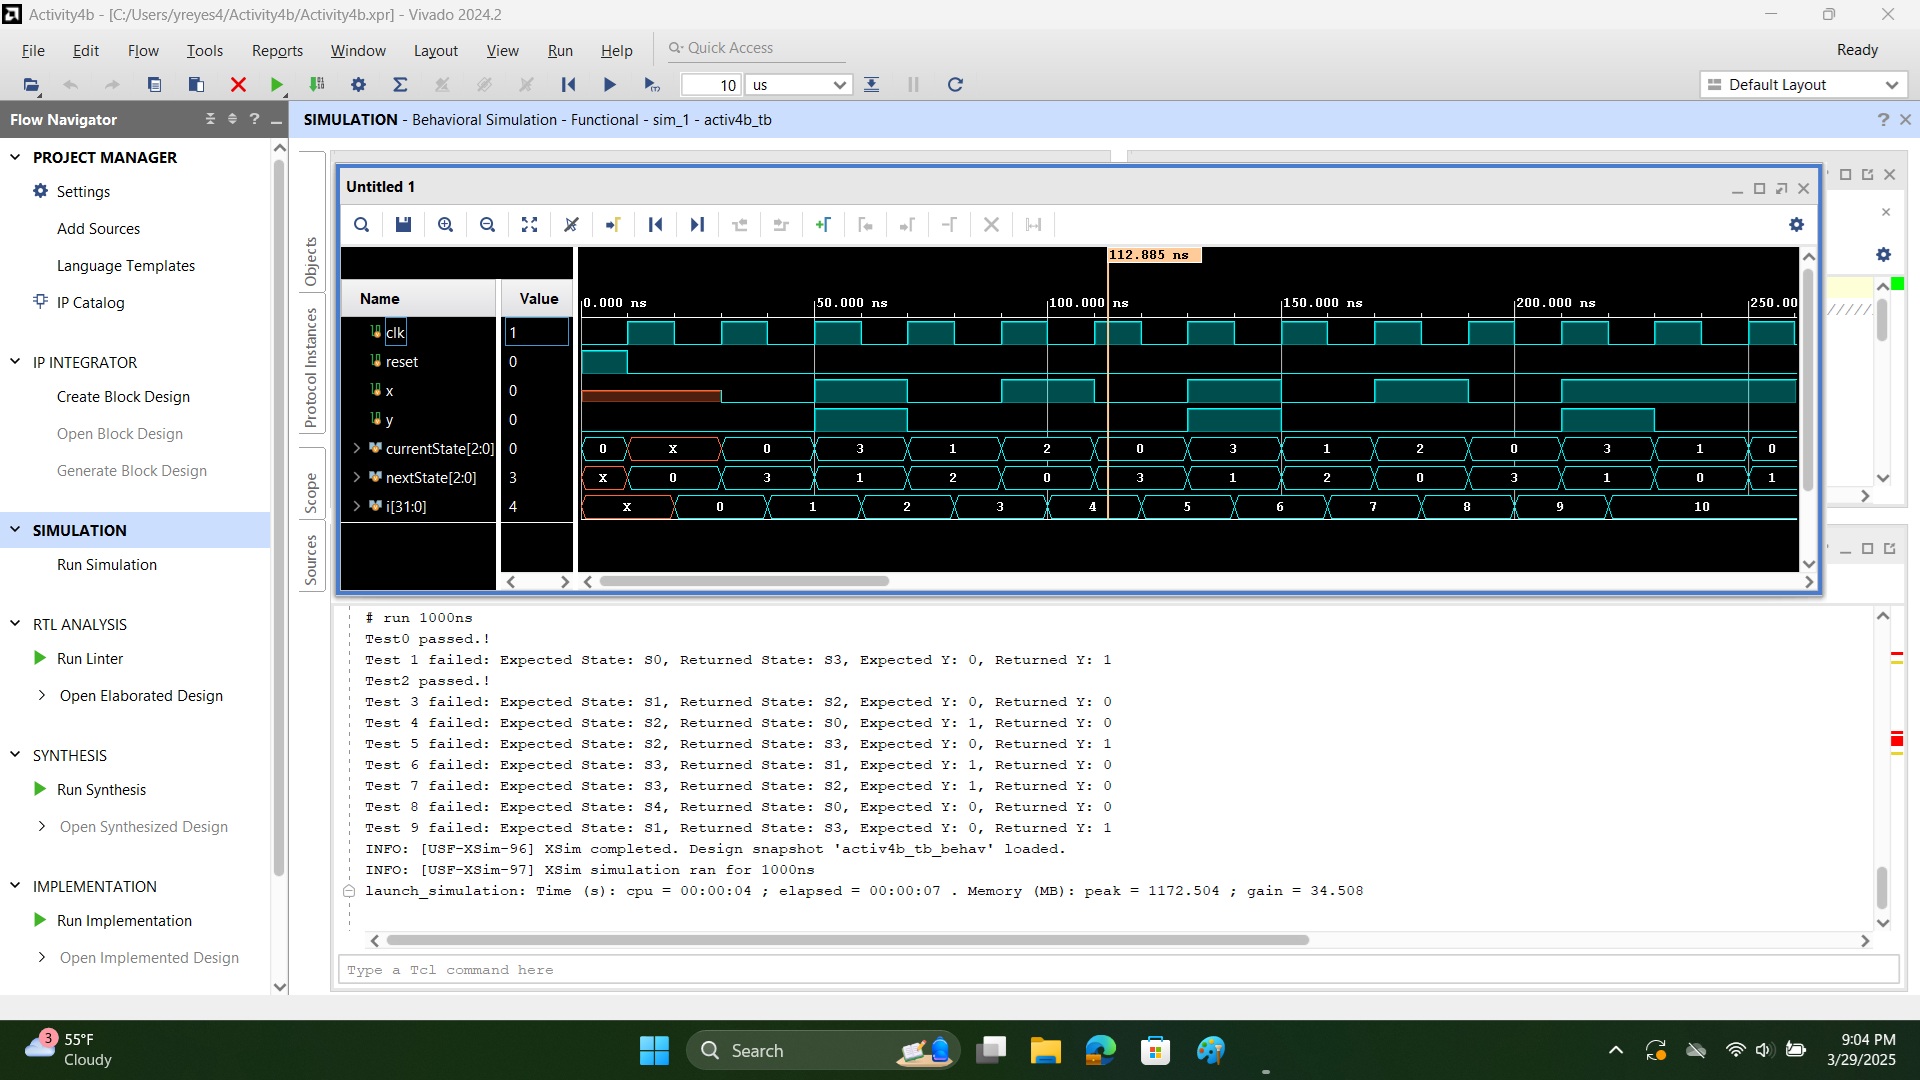 Activity4b - [C:/Users/yreyes4/Activity4b/Activity4b.xpr] - Vivado 2024.2
File Edit Flow Tools Reports Window Layout View Run Help Quick Access Ready
10 us Default Layout
Flow Navigator
SIMULATION - Behavioral Simulation - Functional - sim_1 - activ4b_tb
PROJECT MANAGER
Settings
Add Sources
Language Templates
IP Catalog
IP INTEGRATOR
Create Block Design
Open Block Design
Generate Block Design
SIMULATION
Run Simulation
RTL ANALYSIS
Run Linter
Open Elaborated Design
SYNTHESIS
Run Synthesis
Open Synthesized Design
IMPLEMENTATION
Run Implementation
Open Implemented Design
Objects
Protocol Instances
Scope
Sources
Untitled 1
112.885 ns
Name Value 0.000 ns 50.000 ns 100.000 ns 150.000 ns 200.000 ns 250.00
clk 1
reset 0
x 0
y 0
currentState[2:0] 0 0 X 0 3 1 2 0 3 1 2 0 3 1 0
nextState[2:0] 3 X 0 3 1 2 0 3 1 2 0 3 1 0 1
i[31:0] 4 X 0 1 2 3 4 5 6 7 8 9 10
/////
# run 1000ns
Test0 passed.!
Test 1 failed: Expected State: S0, Returned State: S3, Expected Y: 0, Returned Y: 1
Test2 passed.!
Test 3 failed: Expected State: S1, Returned State: S2, Expected Y: 0, Returned Y: 0
Test 4 failed: Expected State: S2, Returned State: S0, Expected Y: 1, Returned Y: 0
Test 5 failed: Expected State: S2, Returned State: S3, Expected Y: 0, Returned Y: 1
Test 6 failed: Expected State: S3, Returned State: S1, Expected Y: 1, Returned Y: 0
Test 7 failed: Expected State: S3, Returned State: S2, Expected Y: 1, Returned Y: 0
Test 8 failed: Expected State: S4, Returned State: S0, Expected Y: 0, Returned Y: 0
Test 9 failed: Expected State: S1, Returned State: S3, Expected Y: 0, Returned Y: 1
INFO: [USF-XSim-96] XSim completed. Design snapshot 'activ4b_tb_behav' loaded.
INFO: [USF-XSim-97] XSim simulation ran for 1000ns
launch_simulation: Time (s): cpu = 00:00:04 ; elapsed = 00:00:07 . Memory (MB): peak = 1172.504 ; gain = 34.508
Type a Tcl command here
3
55°F
Cloudy
Search
9:04 PM
3/29/2025